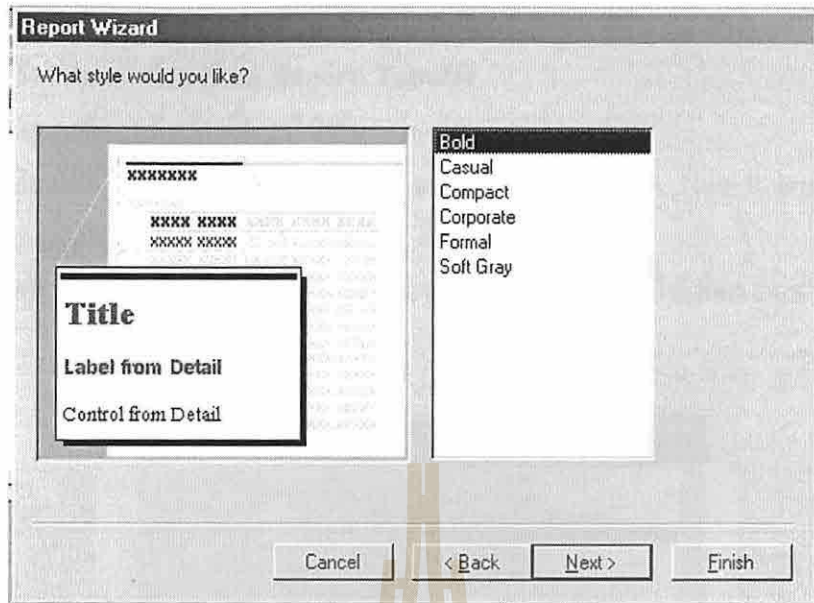 Report Wizard
What style would you like?
xxxxxxx
xxxx xxxx
xxxxx xxxxx
Title
Label from Detail
Control from Detail
Bold
Casual
Compact
Corporate
Formal
Soft Gray
Cancel
< Back
Next >
Finish